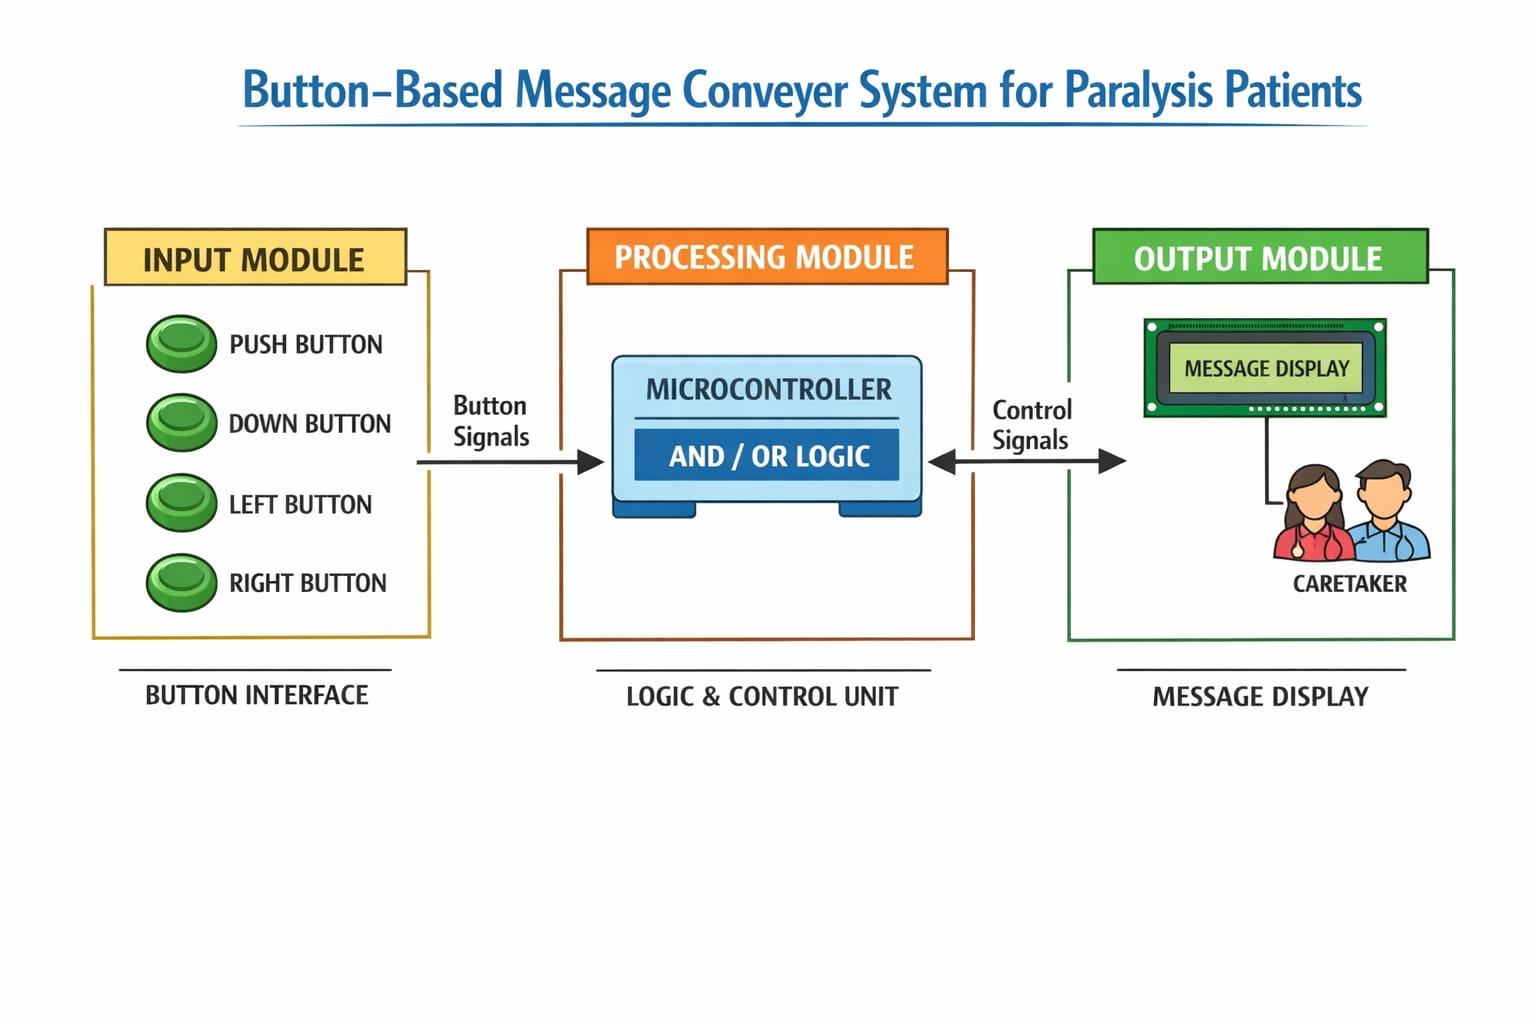 Button-Based Message Conveyer System for Paralysis Patients
INPUT MODULE
PUSH BUTTON
DOWN BUTTON
LEFT BUTTON
RIGHT BUTTON
BUTTON INTERFACE
Button
Signals
PROCESSING MODULE
MICROCONTROLLER
AND / OR LOGIC
LOGIC & CONTROL UNIT
Control
Signals
OUTPUT MODULE
MESSAGE DISPLAY
CARETAKER
MESSAGE DISPLAY